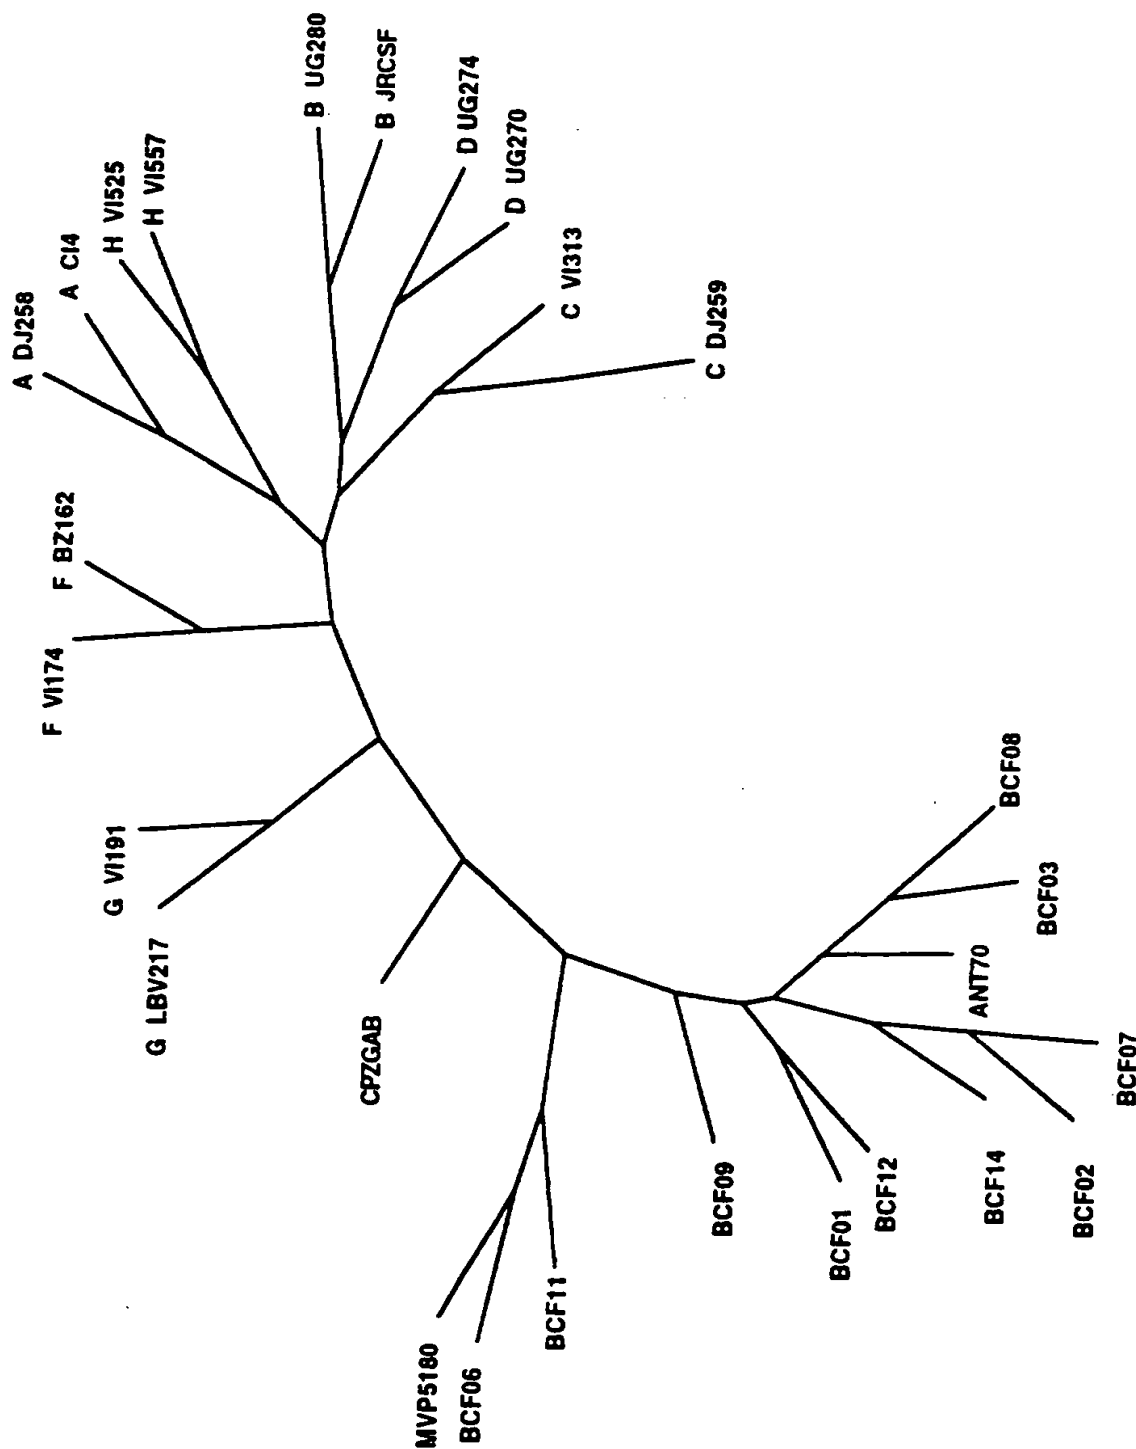 A DJ258
A CI4
H VI525
H VI557
B UG280
B JRCSF
D UG274
D UG270
C VI313
C DJ259
F BZ162
F VI174
G VI191
G LBV217
CPZGAB
MVP5180
BCF06
BCF11
BCF09
BCF01
BCF12
BCF14
BCF02
BCF07
ANT70
BCF03
BCF08